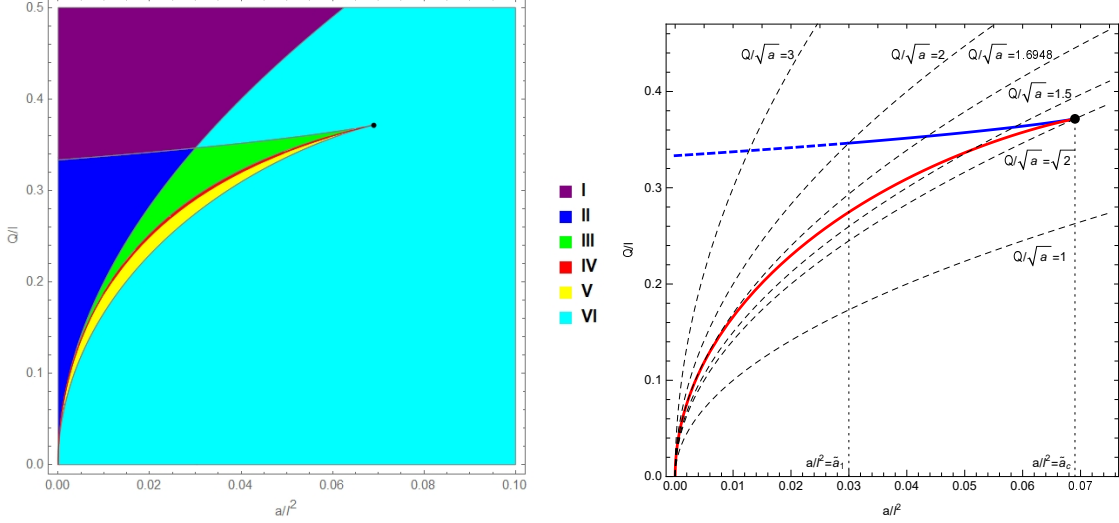 0.5
0.4
0.3
0.2
0.1
0.0
Q/l
0.00
0.02
0.04
0.06
0.08
0.10
a/l²
I
II
III
IV
V
VI
Q/√a =3
Q/√a =2
Q/√a =1.6948
Q/√a =1.5
Q/√a =√2
Q/√a =1
0.4
0.3
0.2
0.1
0.0
Q/l
a/l²=ã₁
a/l²=ã_c
0.00
0.01
0.02
0.03
0.04
0.05
0.06
0.07
a/l²